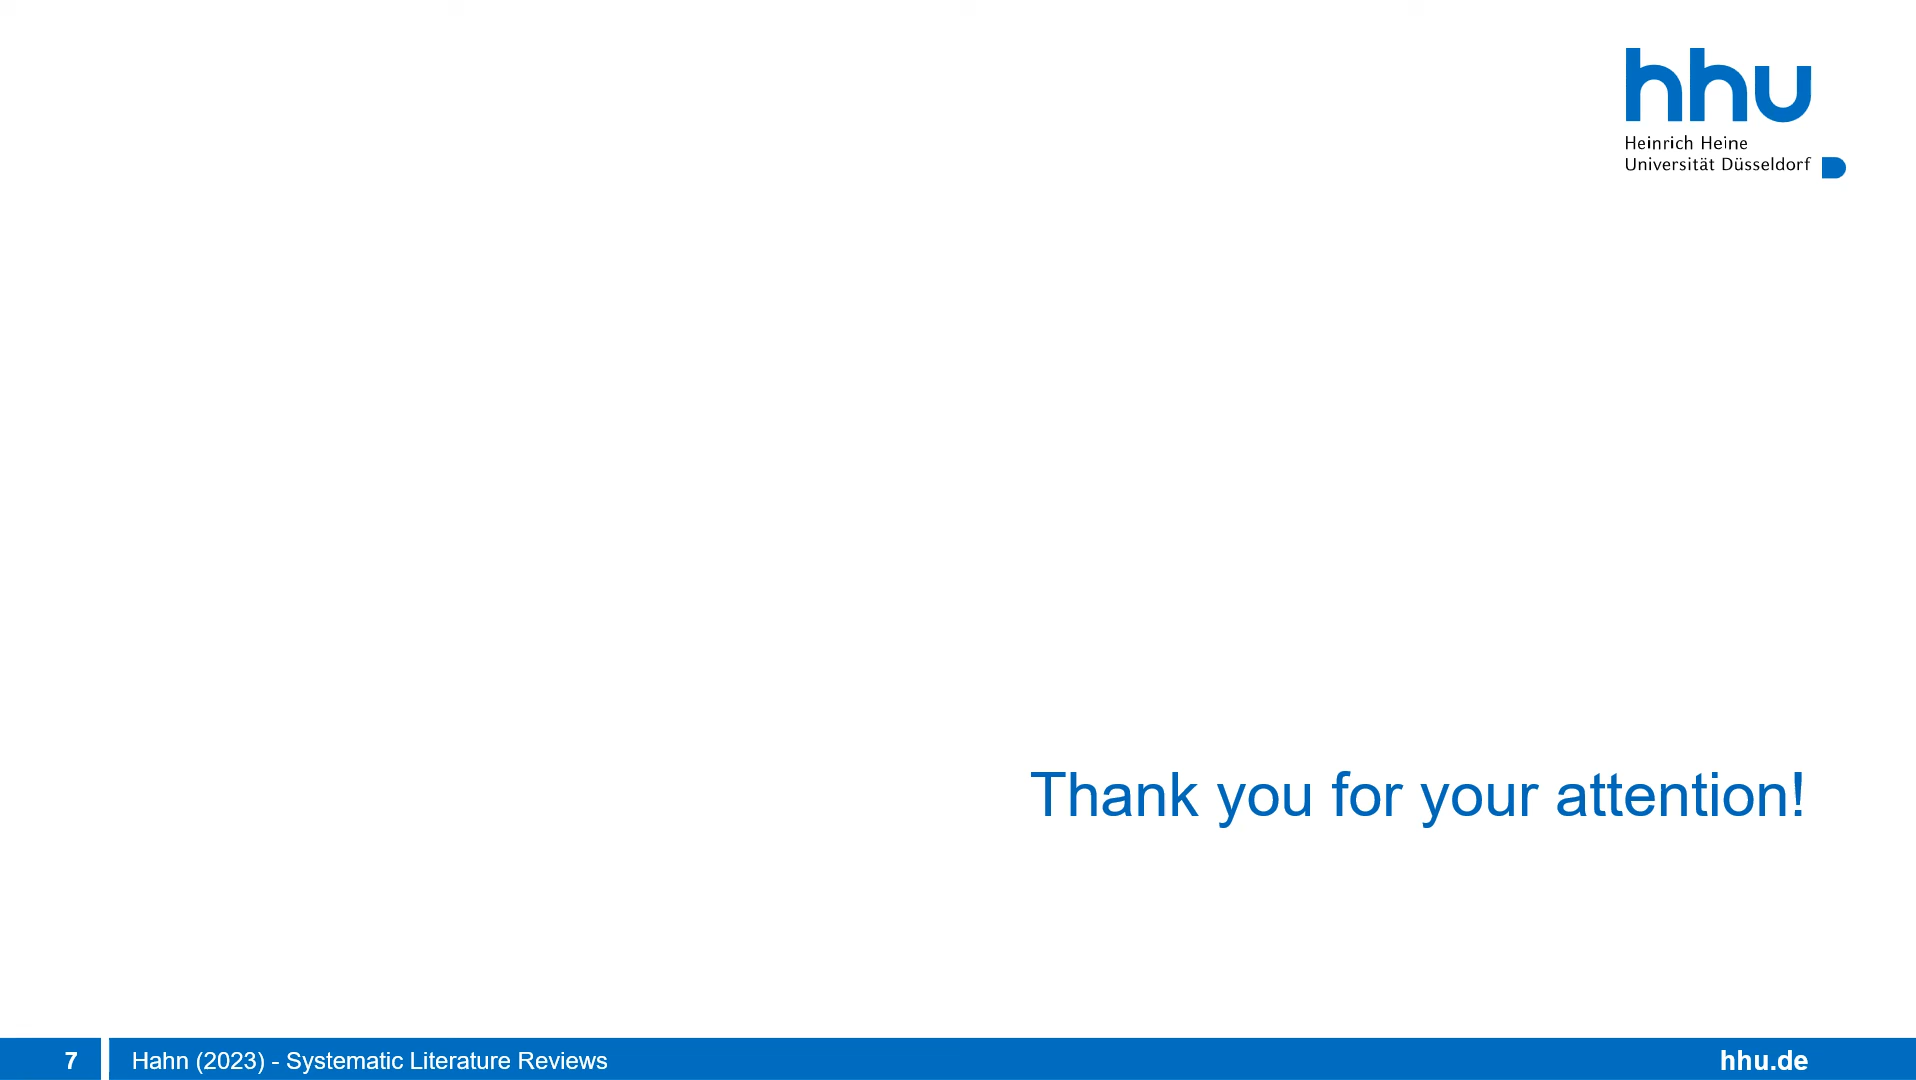 hhu
Heinrich Heine
Universität Düsseldorf
Thank you for your attention!
7
Hahn (2023) - Systematic Literature Reviews
hhu.de